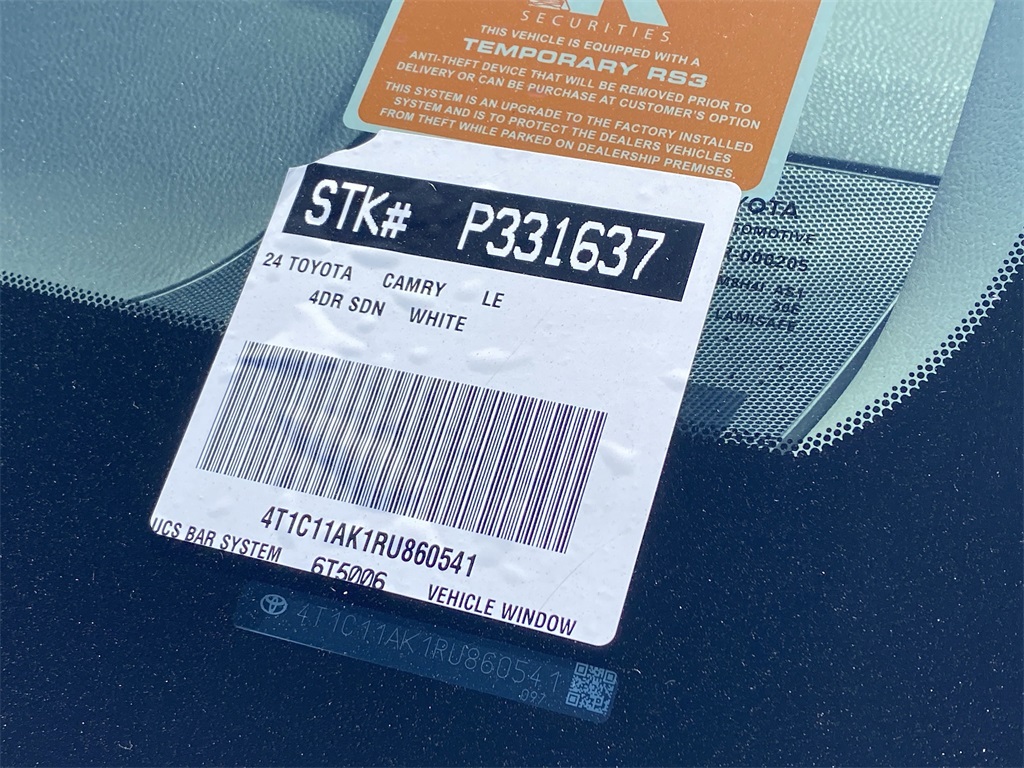 SECURITIES
THIS VEHICLE IS EQUIPPED WITH A
TEMPORARY RS3
ANTI-THEFT DEVICE THAT WILL BE REMOVED PRIOR TO
DELIVERY OR CAN BE PURCHASE AT CUSTOMER'S OPTION
THIS SYSTEM IS AN UPGRADE TO THE FACTORY INSTALLED
SYSTEM AND IS TO PROTECT THE DEALERS VEHICLES
FROM THEFT WHILE PARKED ON DEALERSHIP PREMISES.
STK# P331637
24 TOYOTA CAMRY LE
4DR SDN WHITE
4T1C11AK1RU860541
UCS BAR SYSTEM 6T5006 VEHICLE WINDOW
4T1C11AK1RU860541
097